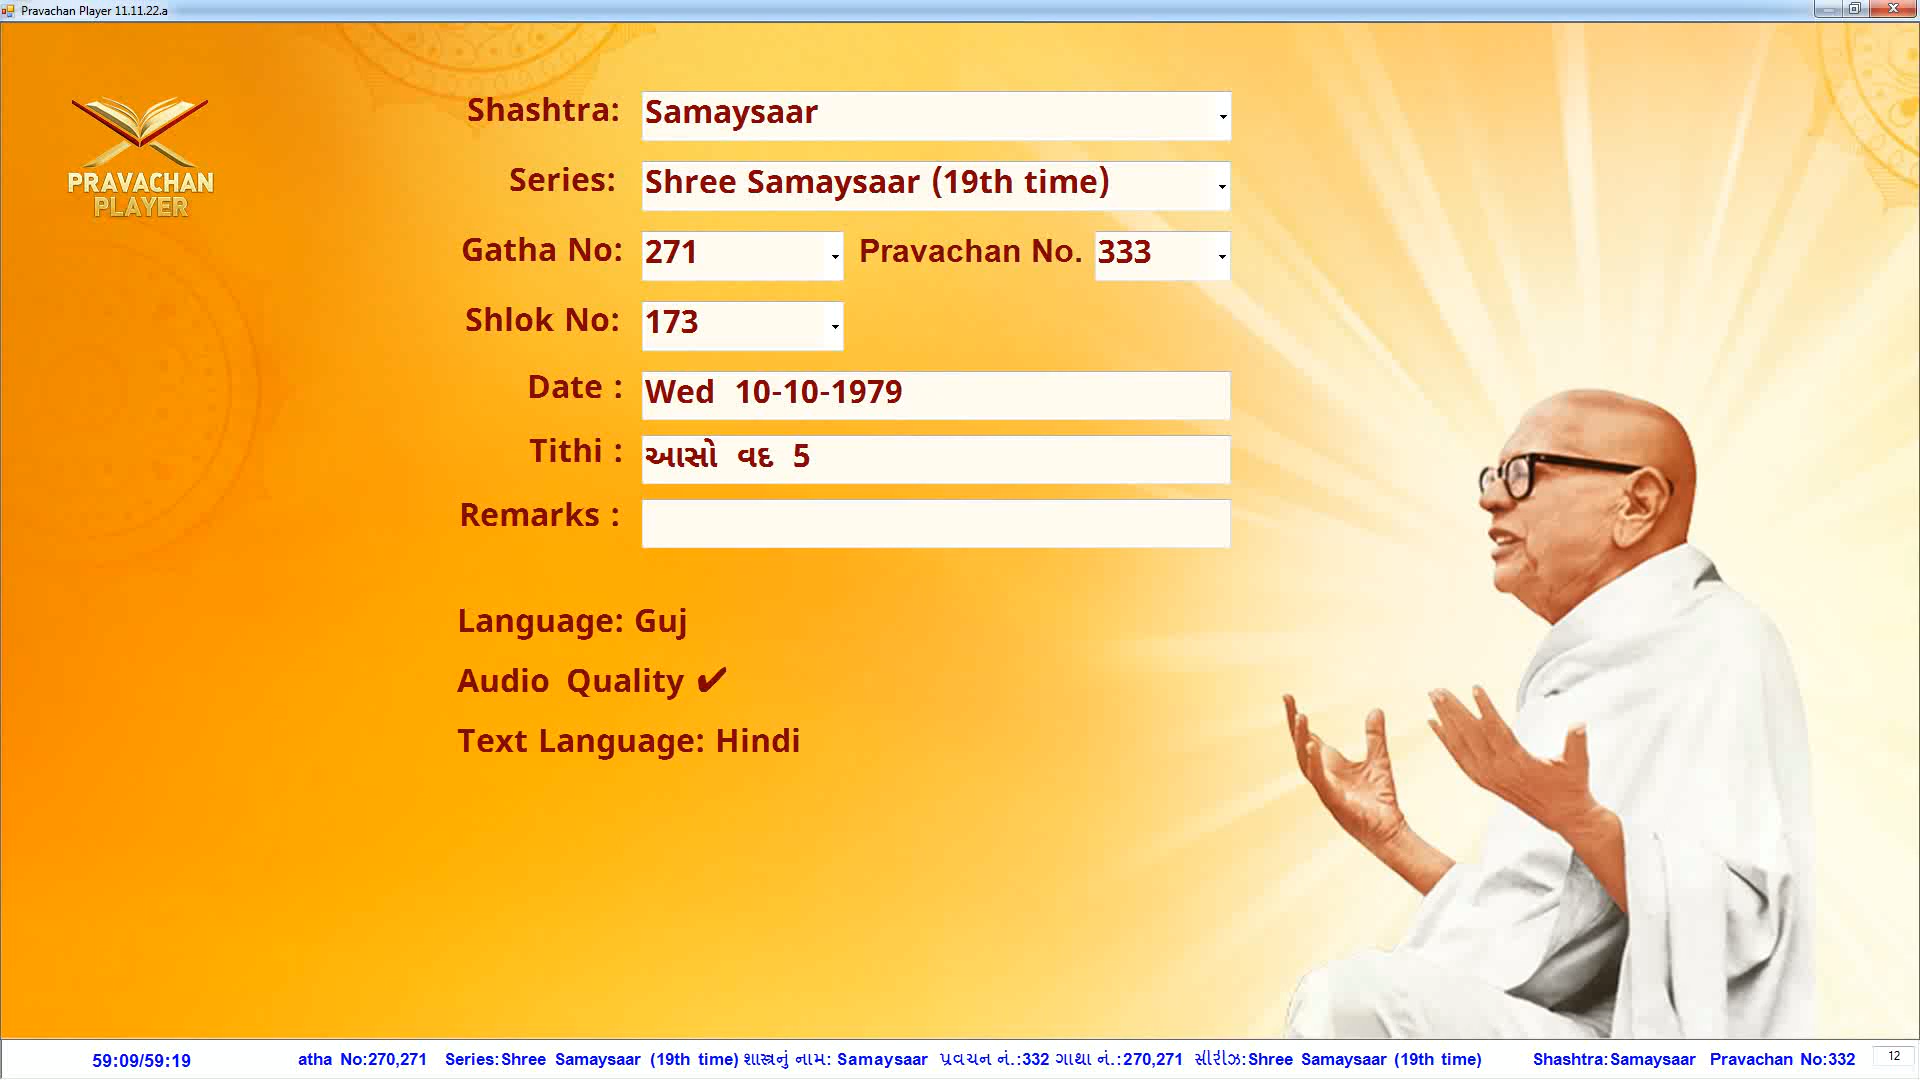 Pravachan Player 11.11.22.a
PRAVACHAN
PLAYER
Shashtra: Samaysaar
Series: Shree Samaysaar (19th time)
Gatha No: 271 Pravachan No. 333
Shlok No: 173
Date : Wed 10-10-1979
Tithi : આસો વદ 5
Remarks :
Language: Guj
Audio Quality ✔
Text Language: Hindi
59:09/59:19 atha No:270,271 Series:Shree Samaysaar (19th time) શાસ્ત્રનું નામ: Samaysaar પ્રવચન નં.:332 ગાથા નં.:270,271 સીરીઝ:Shree Samaysaar (19th time) Shashtra:Samaysaar Pravachan No:332 12